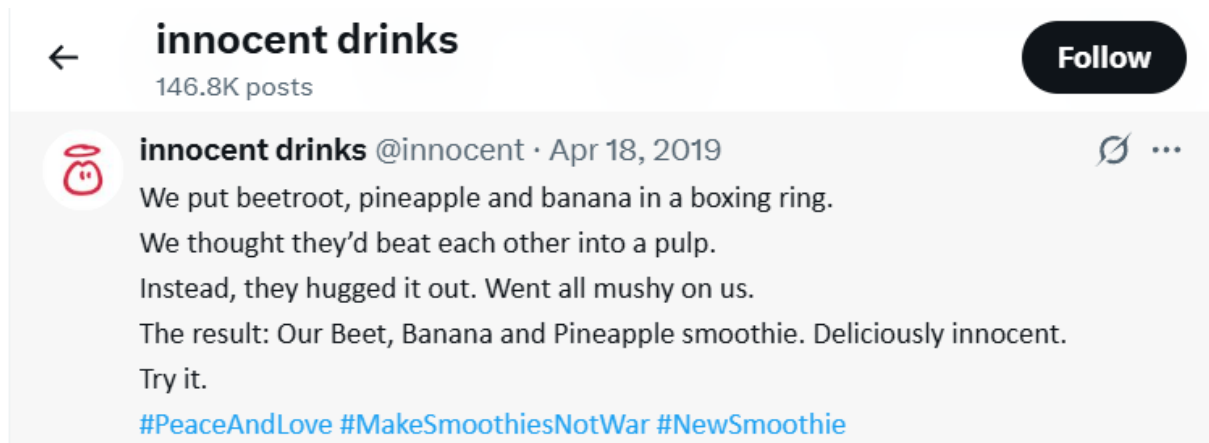 innocent drinks
146.8K posts
Follow
innocent drinks @innocent · Apr 18, 2019
We put beetroot, pineapple and banana in a boxing ring.
We thought they’d beat each other into a pulp.
Instead, they hugged it out. Went all mushy on us.
The result: Our Beet, Banana and Pineapple smoothie. Deliciously innocent.
Try it.
#PeaceAndLove #MakeSmoothiesNotWar #NewSmoothie